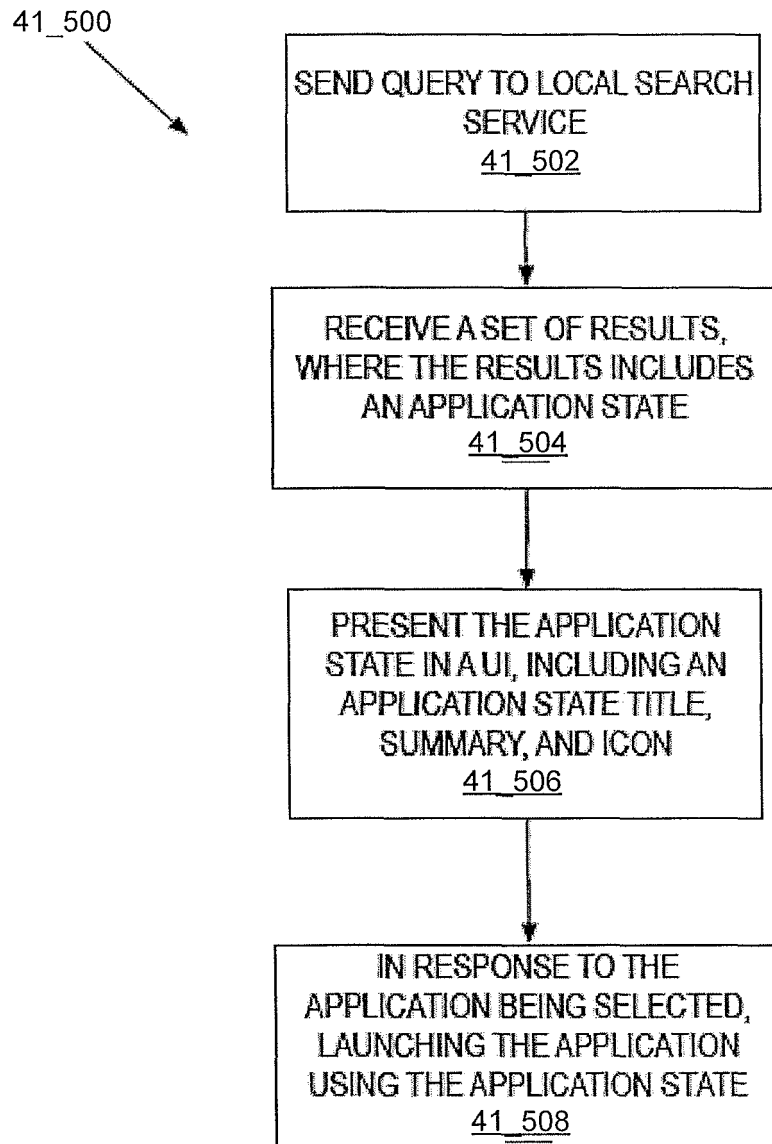 41_500
SEND QUERY TO LOCAL SEARCH
SERVICE
41_502
RECEIVE A SET OF RESULTS,
WHERE THE RESULTS INCLUDES
AN APPLICATION STATE
41_504
PRESENT THE APPLICATION
STATE IN A UI, INCLUDING AN
APPLICATION STATE TITLE,
SUMMARY, AND ICON
41_506
IN RESPONSE TO THE
APPLICATION BEING SELECTED,
LAUNCHING THE APPLICATION
USING THE APPLICATION STATE
41_508